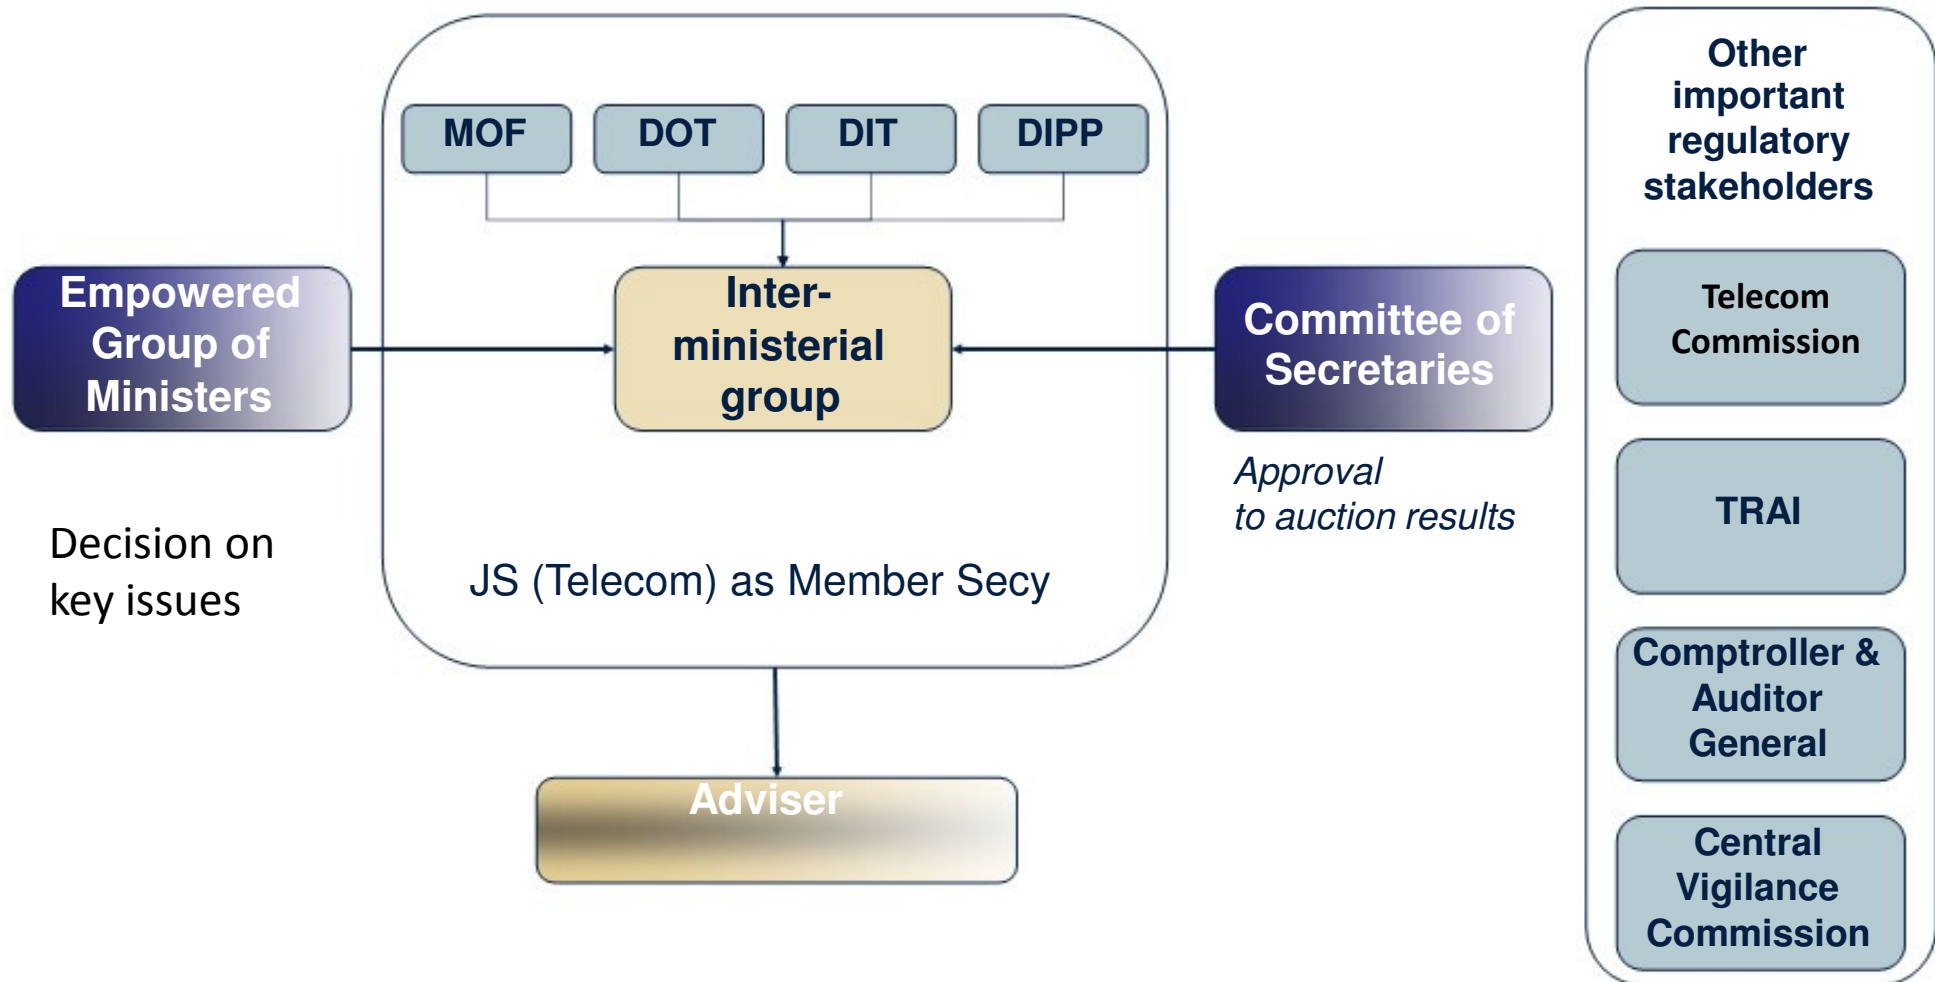 MOF
DOT
DIT
DIPP
Empowered
Group of
Ministers
Inter-
ministerial
group
Committee of
Secretaries
Decision on
key issues
Approval
to auction results
JS (Telecom) as Member Secy
Adviser
Other
important
regulatory
stakeholders
Telecom
Commission
TRAI
Comptroller &
Auditor
General
Central
Vigilance
Commission